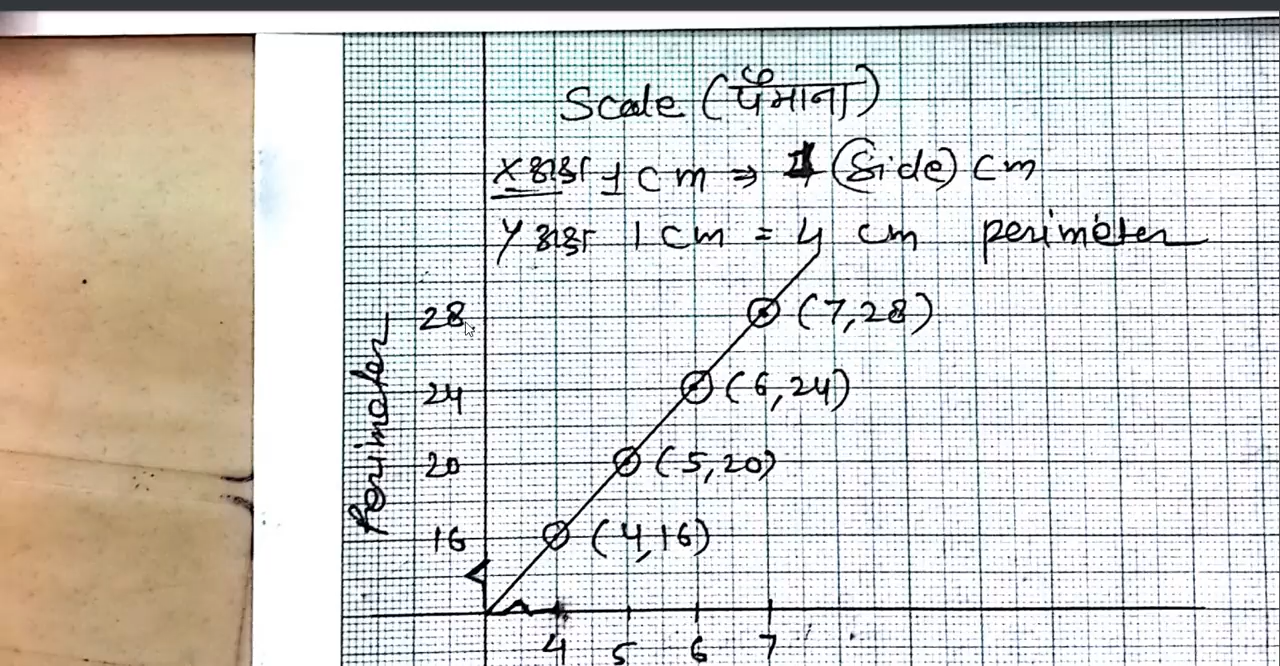 Scale (पैमाना)
X अक्ष 1 cm ⇒ 1 (Side) cm
Y अक्ष 1 cm = 4 cm perimeter
28 (7,28)
24 (6,24)
20 (5,20)
16 (4,16)
Perimeter
4 5 6 7